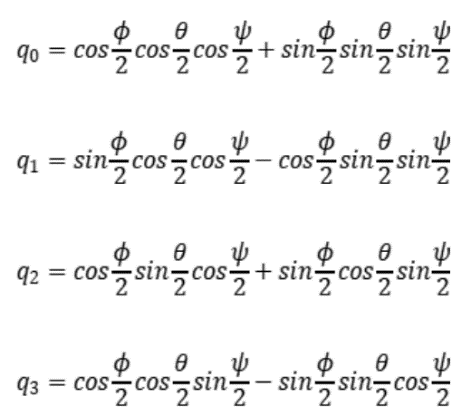 q₀ = cos ϕ/2 cos θ/2 cos ψ/2 + sin ϕ/2 sin θ/2 sin ψ/2
q₁ = sin ϕ/2 cos θ/2 cos ψ/2 − cos ϕ/2 sin θ/2 sin ψ/2
q₂ = cos ϕ/2 sin θ/2 cos ψ/2 + sin ϕ/2 cos θ/2 sin ψ/2
q₃ = cos ϕ/2 cos θ/2 sin ψ/2 − sin ϕ/2 sin θ/2 cos ψ/2